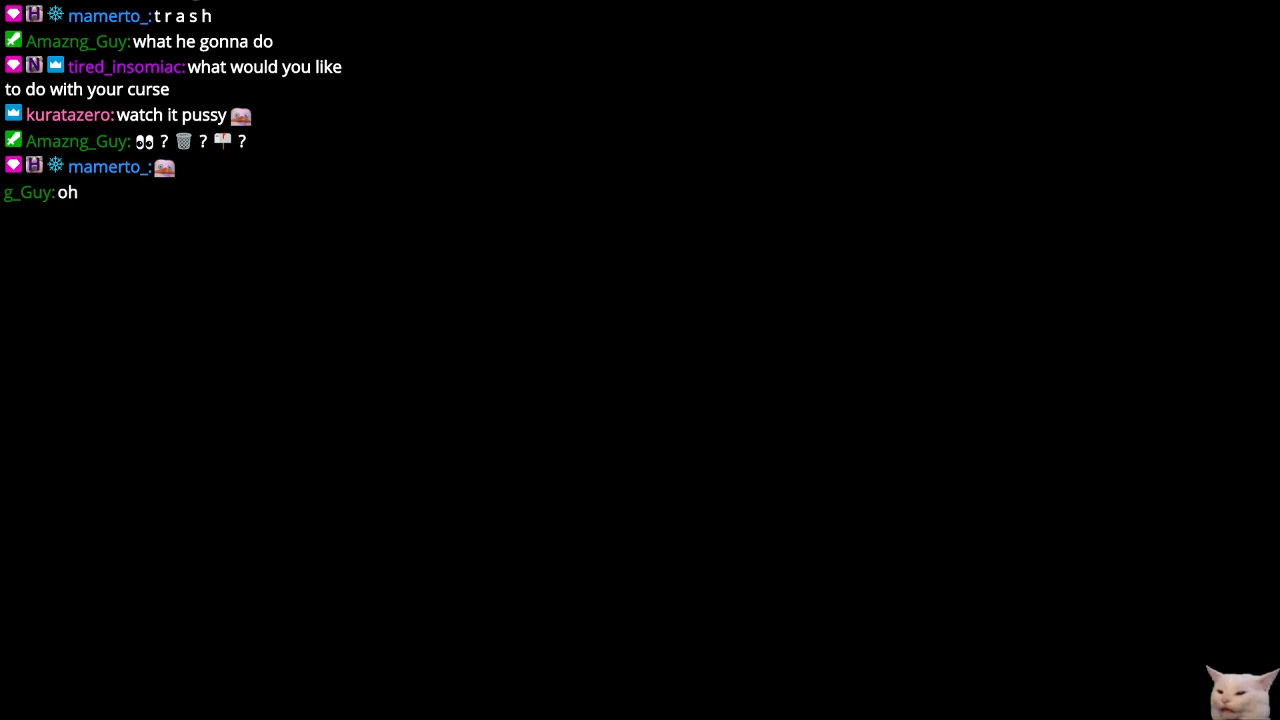 mamerto_: t r a s h
Amazng_Guy: what he gonna do
tired_insomiac: what would you like
to do with your curse
kuratazero: watch it pussy
Amazng_Guy: 👀 ? 🗑️ ? 📬 ?
mamerto_:
g_Guy: oh